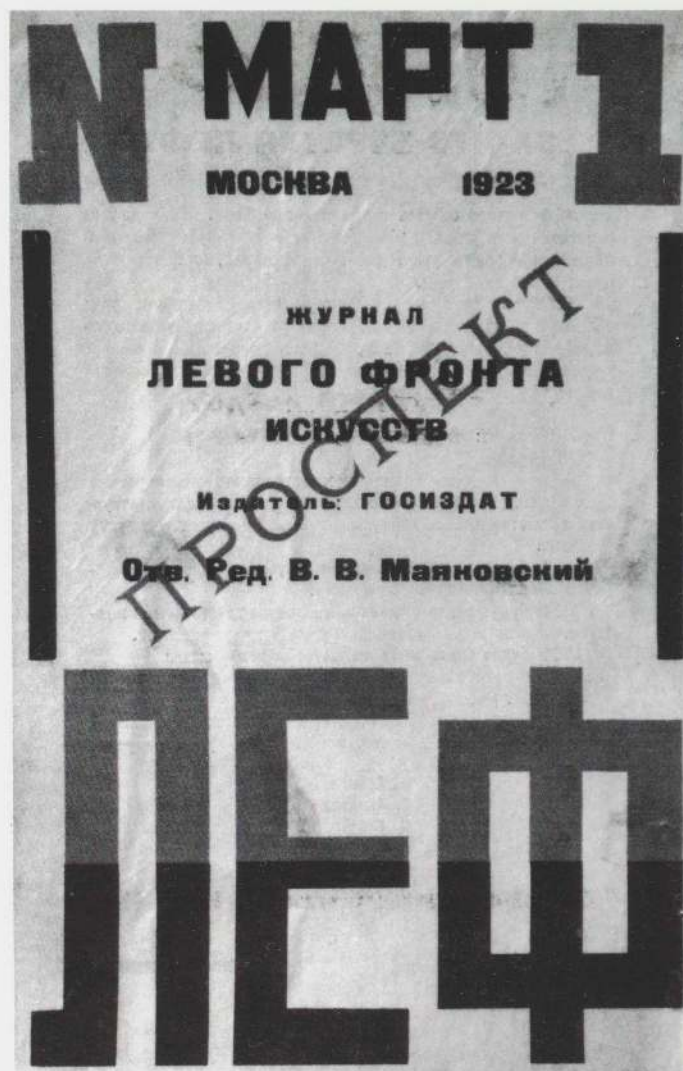 N МАРТ 1
МОСКВА 1923
ЖУРНАЛ
ЛЕВОГО ФРОНТА
ИСКУССТВ
Издатель: ГОСИЗДАТ
Отв. Ред. В. В. Маяковский
ПРОСПЕКТ
ЛЕФ